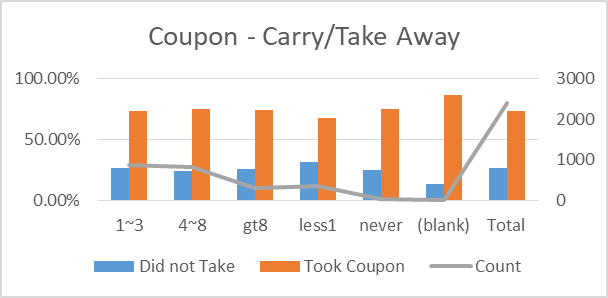 Coupon - Carry/Take Away
100.00%
50.00%
0.00%
3000
2000
1000
0
1~3 4~8 gt8 less1 never (blank) Total
Did not Take Took Coupon Count